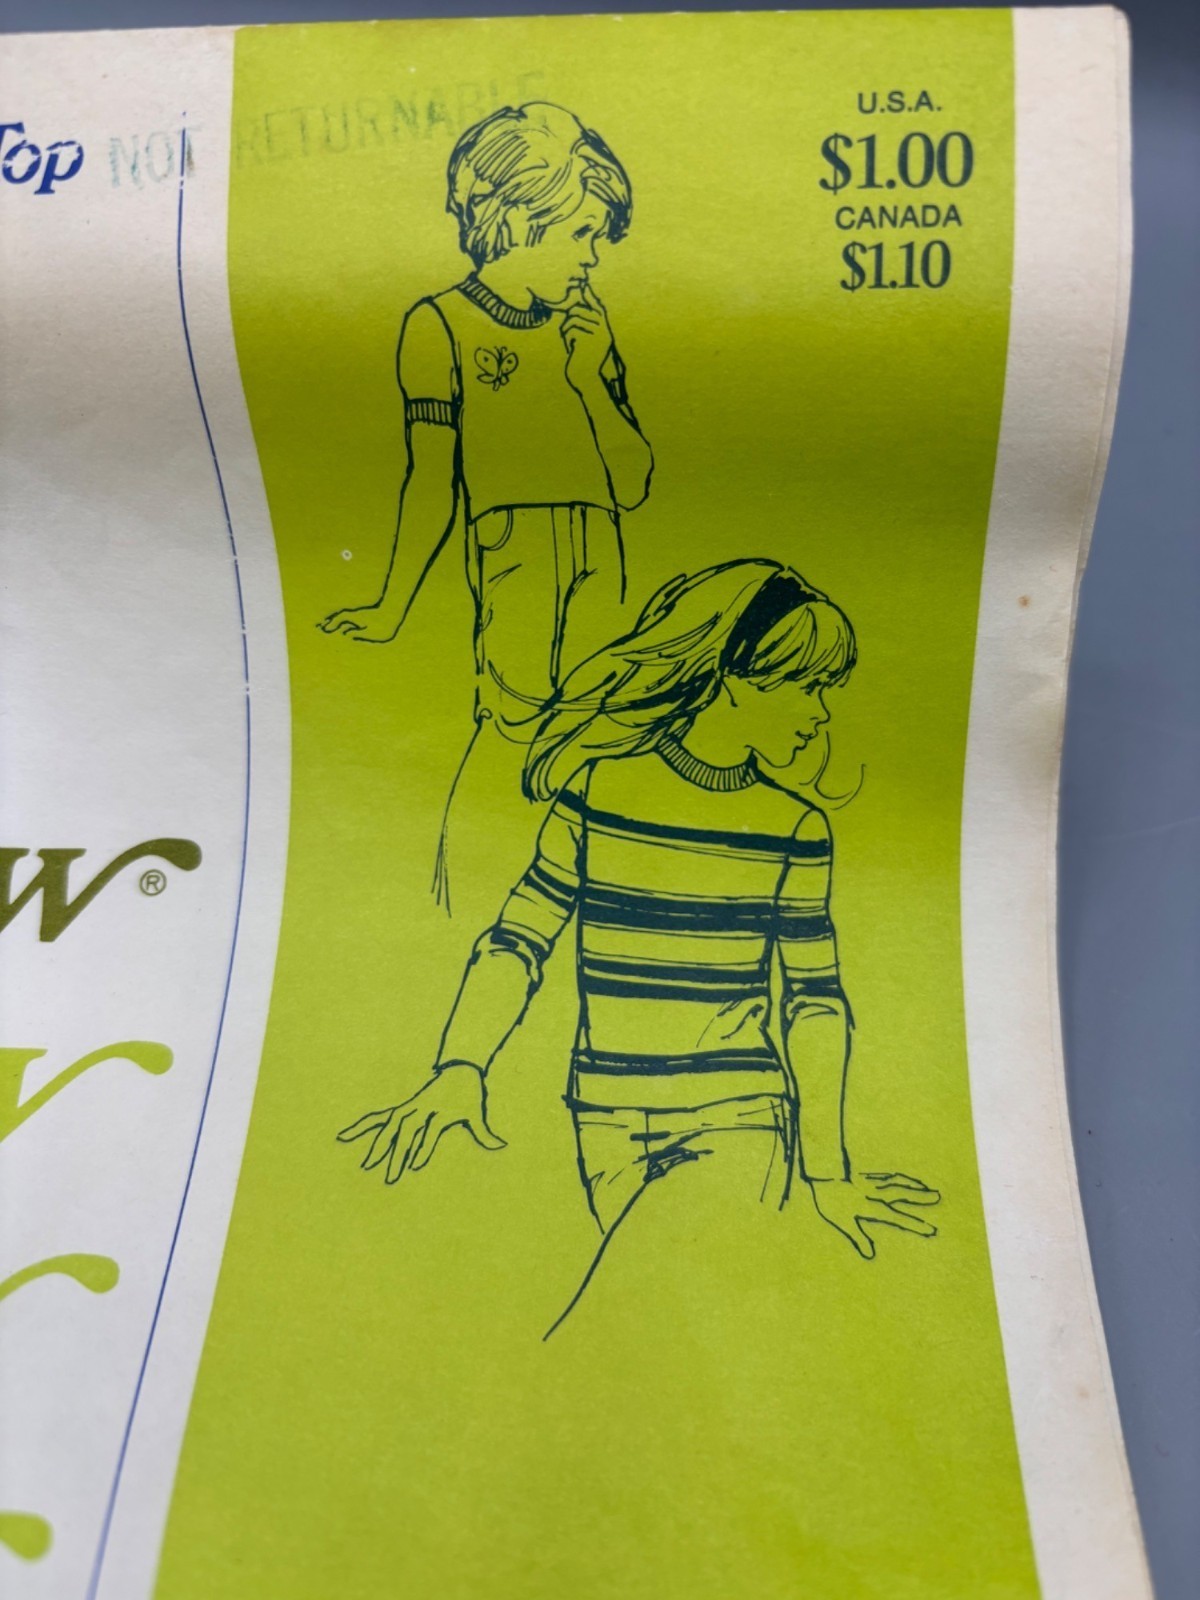 Top
NOT RETURNABLE
U.S.A.
$1.00
CANADA
$1.10
w®